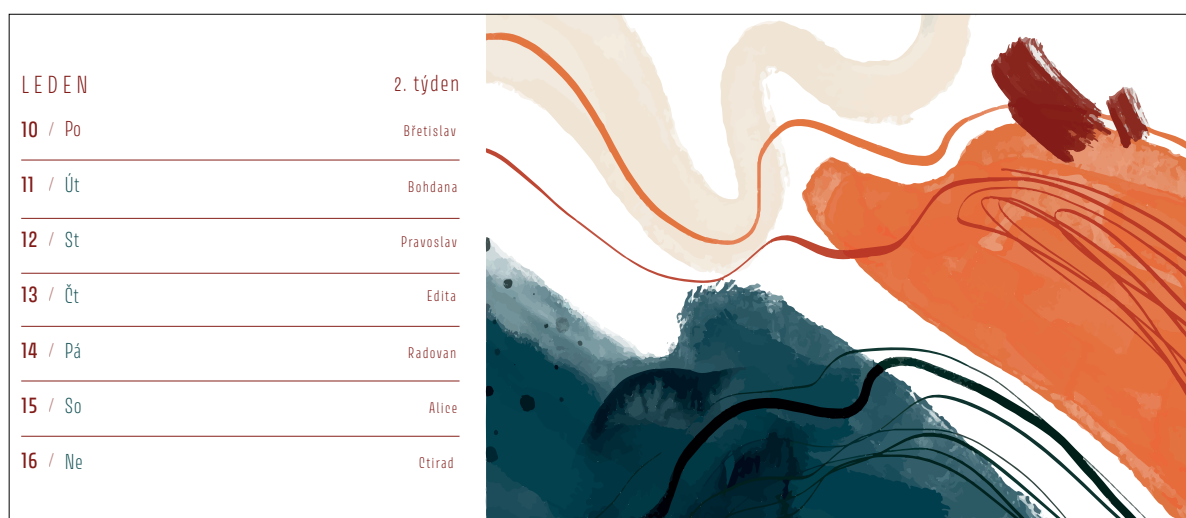 LEDEN 2. týden
10 / Po Břetislav
11 / Út Bohdana
12 / St Pravoslav
13 / Čt Edita
14 / Pá Radovan
15 / So Alice
16 / Ne Ctirad